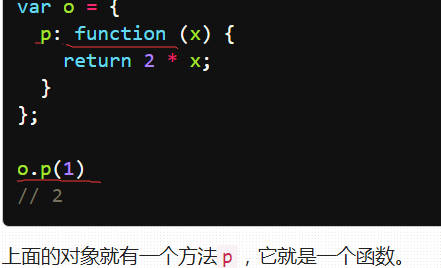 var o = {
  p: function (x) {
    return 2 * x;
  }
};
o.p(1)
// 2
上面的对象就有一个方法p，它就是一个函数。